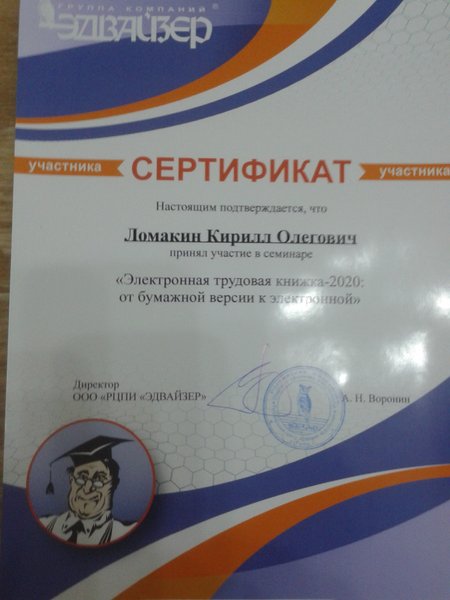 ГРУППА КОМПАНИЙ
ЭДВАЙЗЕР
участника
СЕРТИФИКАТ
участника
Настоящим подтверждается, что
Ломакин Кирилл Олегович
принял участие в семинаре
«Электронная трудовая книжка-2020:
от бумажной версии к электронной»
Директор
ООО «РЦПИ «ЭДВАЙЗЕР»
А. Н. Воронин